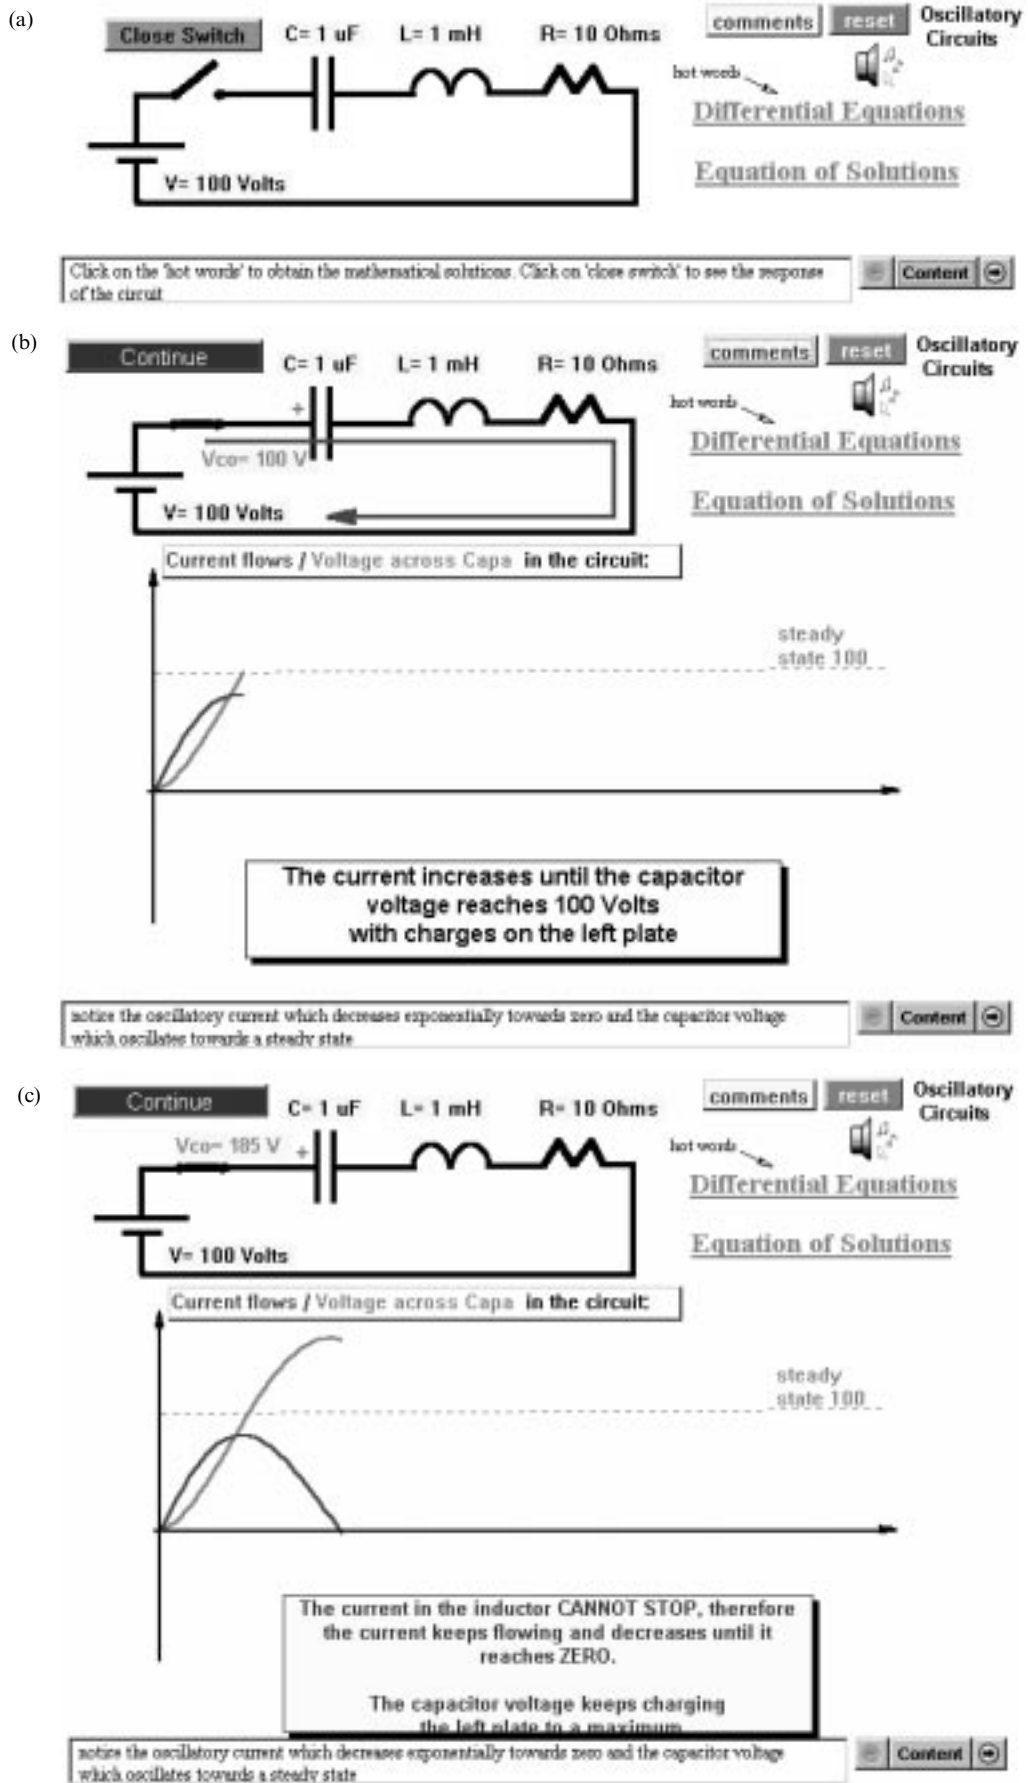 (a)
Close Switch
C= 1 uF L= 1 mH R= 10 Ohms
comments reset Oscillatory
Circuits
hot words
Differential Equations
Equation of Solutions
V= 100 Volts
Click on the 'hot words' to obtain the mathematical solutions. Click on 'close switch' to see the response
of the circuit
Content
(b)
Continue
C= 1 uF L= 1 mH R= 10 Ohms
comments reset Oscillatory
Circuits
hot words
Differential Equations
+
Vco= 100 V
Equation of Solutions
V= 100 Volts
Current flows / Voltage across Capa in the circuit:
steady
state 100
The current increases until the capacitor
voltage reaches 100 Volts
with charges on the left plate
notice the oscillatory current which decreases exponentially towards zero and the capacitor voltage
which oscillates towards a steady state
Content
(c)
Continue
C= 1 uF L= 1 mH R= 10 Ohms
comments reset Oscillatory
Circuits
Vco= 185 V +
hot words
Differential Equations
Equation of Solutions
V= 100 Volts
Current flows / Voltage across Capa in the circuit:
steady
state 100
The current in the inductor CANNOT STOP, therefore
the current keeps flowing and decreases until it
reaches ZERO.
The capacitor voltage keeps charging
the left plate to a maximum
notice the oscillatory current which decreases exponentially towards zero and the capacitor voltage
which oscillates towards a steady state
Content